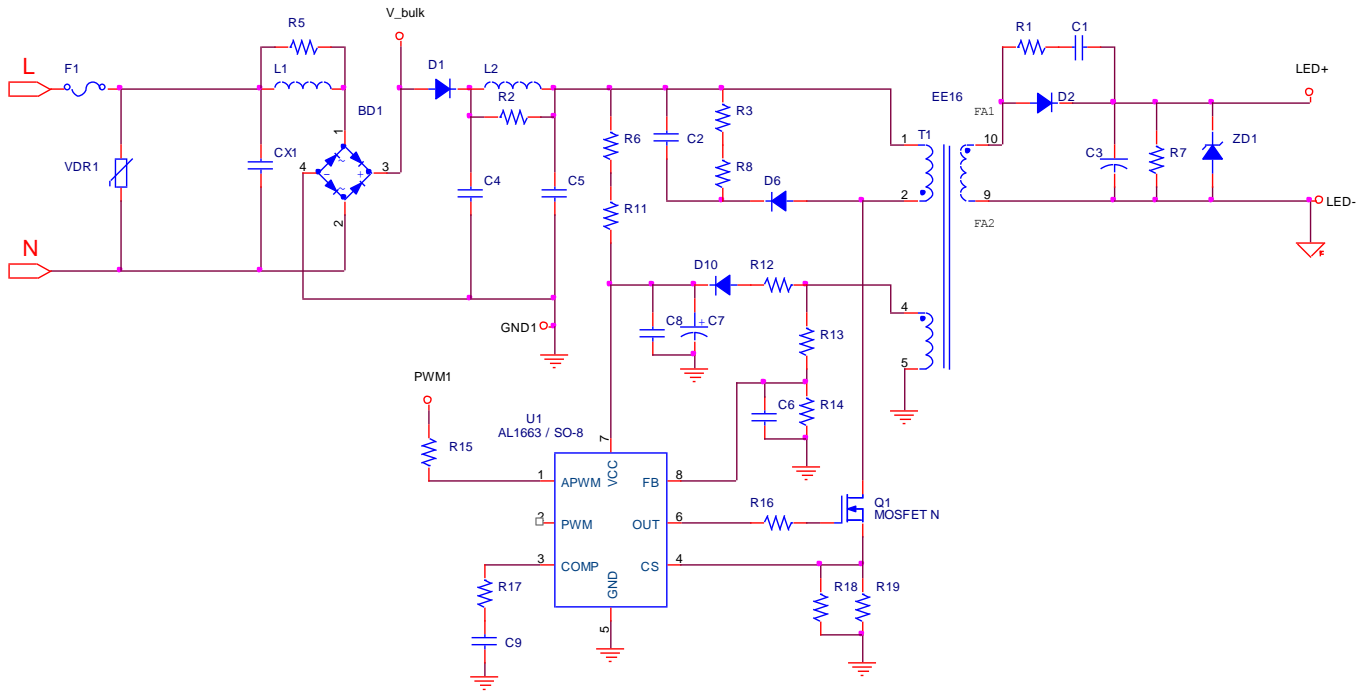 V_bulk
R5
R1
C1
L
F1
L1
D1
L2
LED+
BD1
R2
EE16
FA1
D2
R3
1
T1
10
C2
R6
VDR1
CX1
1
4
3
C3
R7
ZD1
R8
C4
C5
D6
2
9
LED-
R11
2
FA2
N
D10
R12
4
GND1
C8
+
C7
R13
5
PWM1
C6
R14
U1
AL1663 / SO-8
7
R15
1
APWM
VCC
FB
8
2
PWM
OUT
6
R16
Q1
MOSFET N
3
COMP
GND
CS
4
R17
R18
R19
5
C9